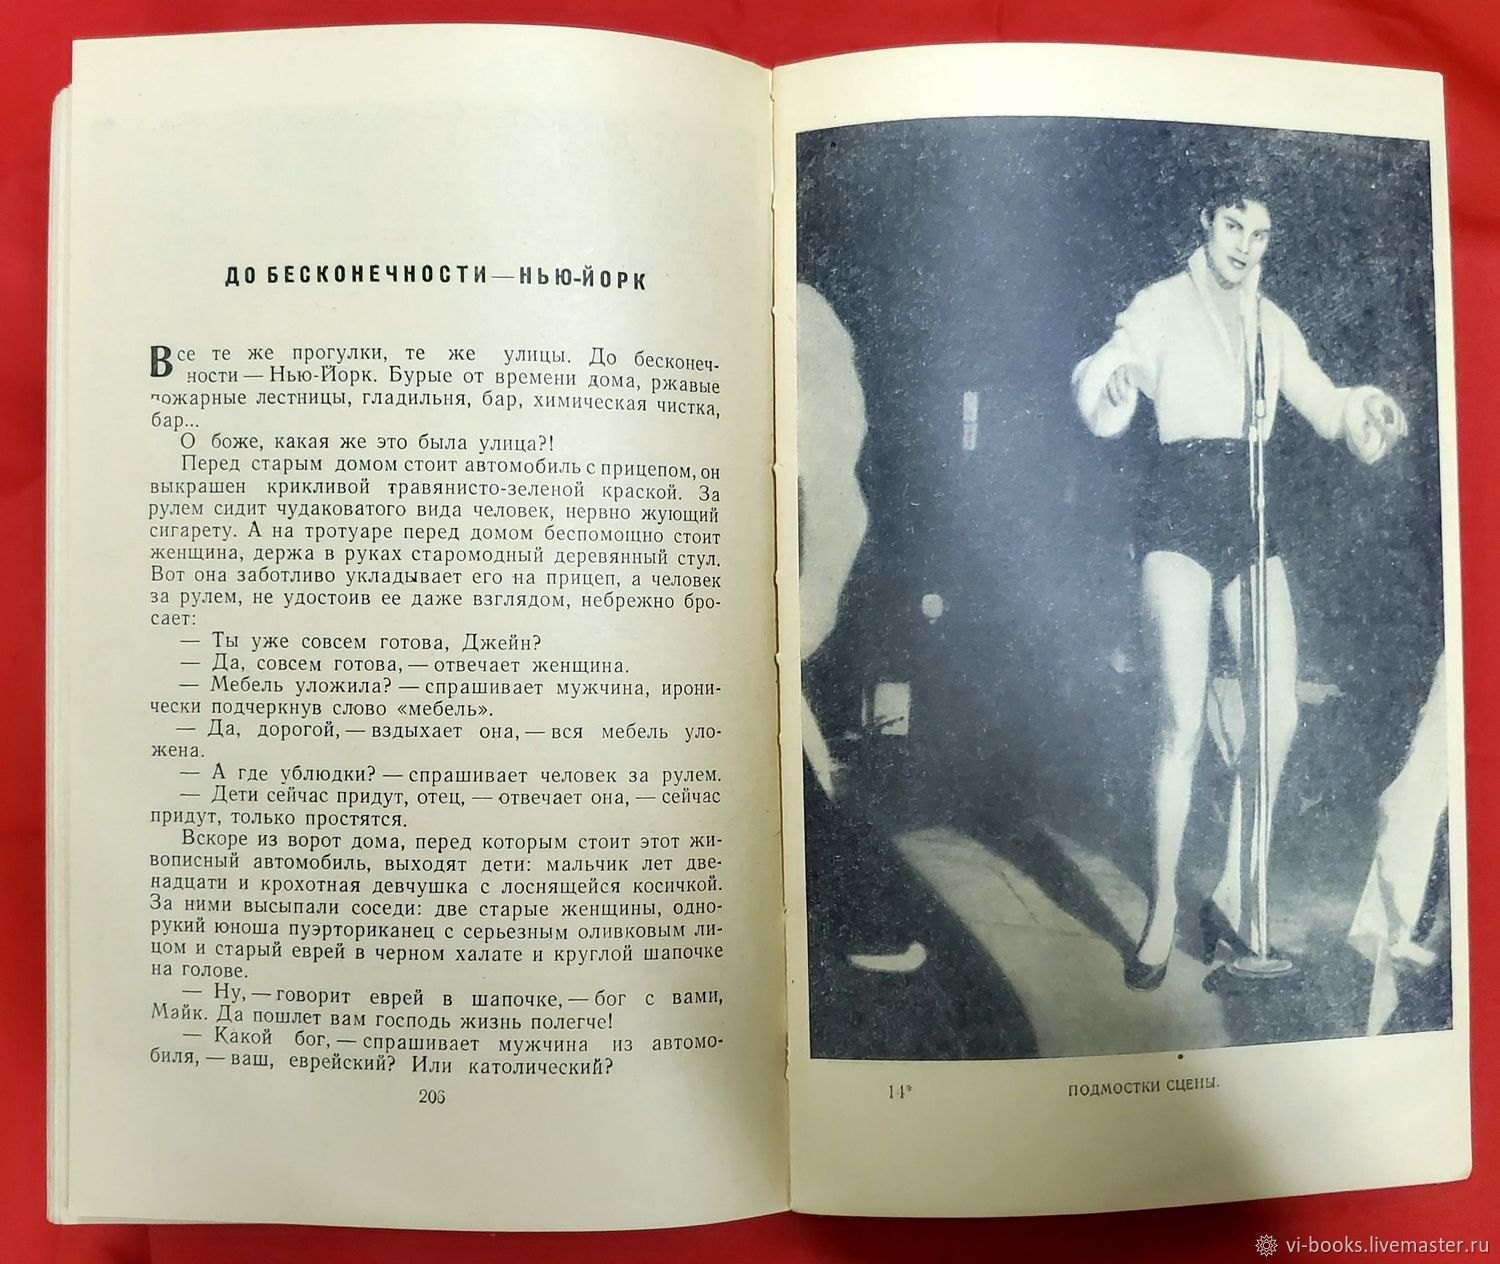 ДО БЕСКОНЕЧНОСТИ — НЬЮ-ЙОРК
Все те же прогулки, те же улицы. До бесконеч-
ности — Нью-Йорк. Бурые от времени дома, ржавые
пожарные лестницы, гладильня, бар, химическая чистка,
бар...
О боже, какая же это была улица?!
Перед старым домом стоит автомобиль с прицепом, он
выкрашен крикливой травянисто-зеленой краской. За
рулем сидит чудаковатого вида человек, нервно жующий
сигарету. А на тротуаре перед домом беспомощно стоит
женщина, держа в руках старомодный деревянный стул.
Вот она заботливо укладывает его на прицеп, а человек
за рулем, не удостоив ее даже взглядом, небрежно бро-
сает:
— Ты уже совсем готова, Джейн?
— Да, совсем готова, — отвечает женщина.
— Мебель уложила? — спрашивает мужчина, ирони-
чески подчеркнув слово «мебель».
— Да, дорогой, — вздыхает она, — вся мебель уло-
жена.
— А где ублюдки? — спрашивает человек за рулем.
— Дети сейчас придут, отец, — отвечает она, — сейчас
придут, только простятся.
Вскоре из ворот дома, перед которым стоит этот жи-
вописный автомобиль, выходят дети: мальчик лет две-
надцати и крохотная девчушка с лоснящейся косичкой.
За ними высыпали соседи: две старые женщины, одно-
рукий юноша пуэрториканец с серьезным оливковым ли-
цом и старый еврей в черном халате и круглой шапочке
на голове.
— Ну, — говорит еврей в шапочке, — бог с вами,
Майк. Да пошлет вам господь жизнь полегче!
— Какой бог, — спрашивает мужчина из автомо-
биля, — ваш, еврейский? Или католический?
206
14*
ПОДМОСТКИ СЦЕНЫ.
vi-books.livemaster.ru